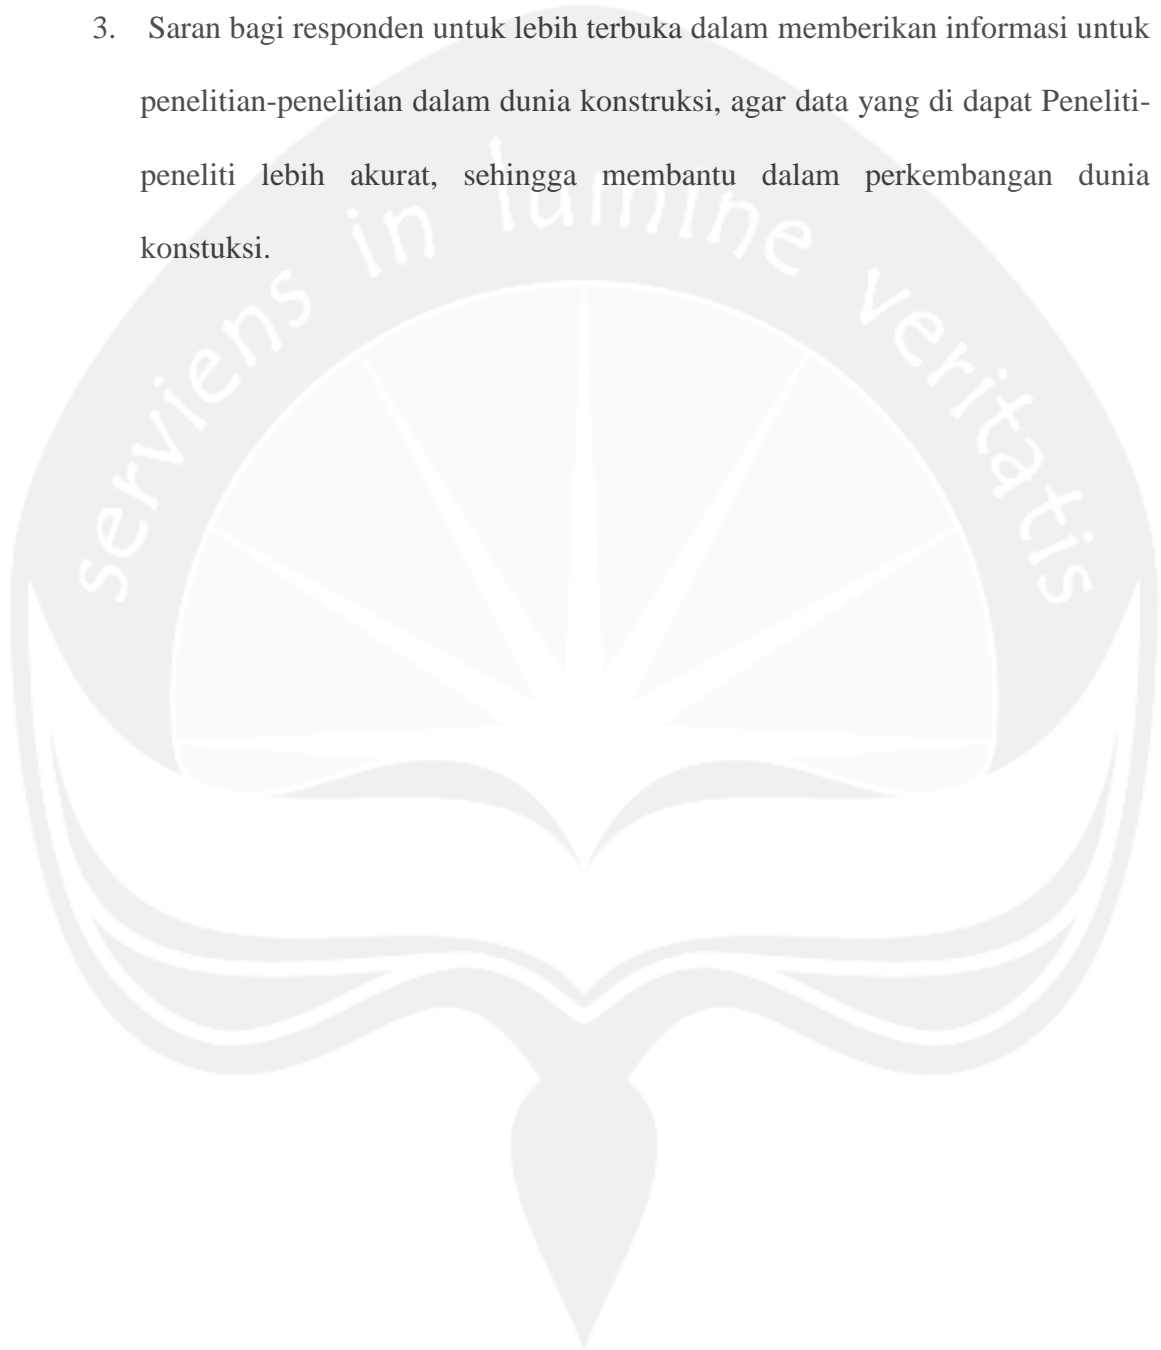 3. Saran bagi responden untuk lebih terbuka dalam memberikan informasi untuk
penelitian-penelitian dalam dunia konstruksi, agar data yang di dapat Peneliti-
peneliti lebih akurat, sehingga membantu dalam perkembangan dunia
konstuksi.
serviens in lumine veritatis